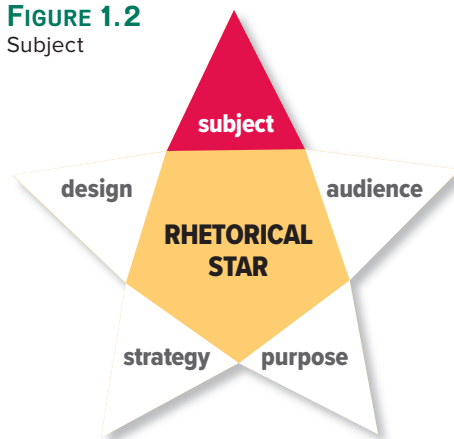 FIGURE 1.2
Subject
subject
design
audience
RHETORICAL
STAR
strategy
purpose